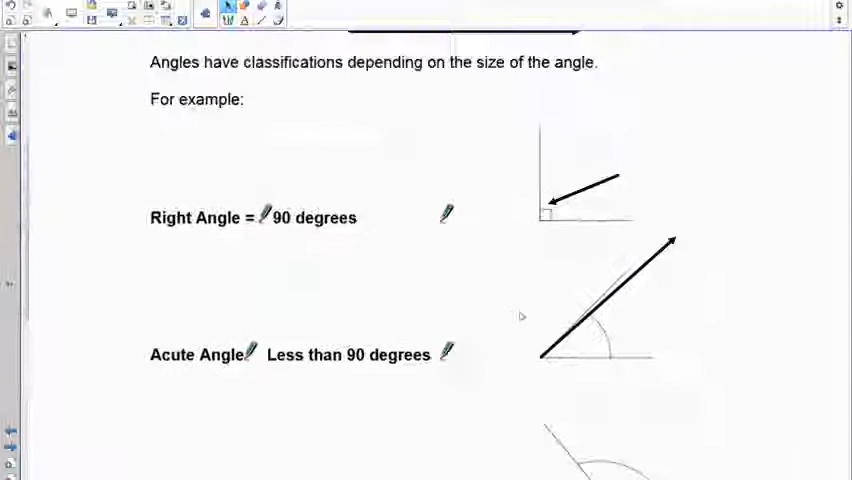 Angles have classifications depending on the size of the angle.
For example:
Right Angle = 90 degrees
Acute Angle Less than 90 degrees